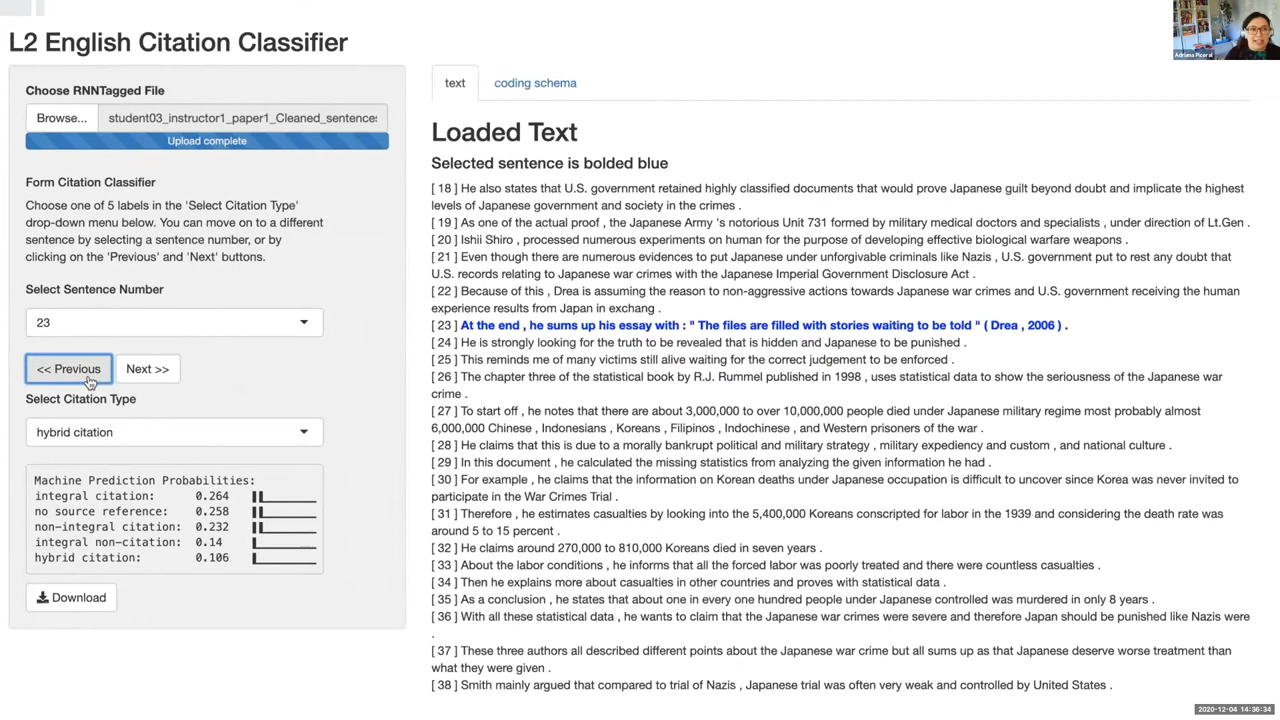 L2 English Citation Classifier
Adriana Picoral
Choose RNNTagged File
Browse...
student03_instructor1_paper1_Cleaned_sentences
Upload complete
Form Citation Classifier
Choose one of 5 labels in the 'Select Citation Type'
drop-down menu below. You can move on to a different
sentence by selecting a sentence number, or by
clicking on the 'Previous' and 'Next' buttons.
Select Sentence Number
23
<< Previous
Next >>
Select Citation Type
hybrid citation
Machine Prediction Probabilities:
integral citation: 0.264
no source reference: 0.258
non-integral citation: 0.232
integral non-citation: 0.14
hybrid citation: 0.106
Download
text
coding schema
Loaded Text
Selected sentence is bolded blue
[ 18 ] He also states that U.S. government retained highly classified documents that would prove Japanese guilt beyond doubt and implicate the highest
levels of Japanese government and society in the crimes .
[ 19 ] As one of the actual proof , the Japanese Army 's notorious Unit 731 formed by military medical doctors and specialists , under direction of Lt.Gen .
[ 20 ] Ishii Shiro , processed numerous experiments on human for the purpose of developing effective biological warfare weapons .
[ 21 ] Even though there are numerous evidences to put Japanese under unforgivable criminals like Nazis , U.S. government put to rest any doubt that
U.S. records relating to Japanese war crimes with the Japanese Imperial Government Disclosure Act .
[ 22 ] Because of this , Drea is assuming the reason to non-aggressive actions towards Japanese war crimes and U.S. government receiving the human
experience results from Japan in exchang .
[ 23 ] At the end , he sums up his essay with : " The files are filled with stories waiting to be told " ( Drea , 2006 ) .
[ 24 ] He is strongly looking for the truth to be revealed that is hidden and Japanese to be punished .
[ 25 ] This reminds me of many victims still alive waiting for the correct judgement to be enforced .
[ 26 ] The chapter three of the statistical book by R.J. Rummel published in 1998 , uses statistical data to show the seriousness of the Japanese war
crime .
[ 27 ] To start off , he notes that there are about 3,000,000 to over 10,000,000 people died under Japanese military regime most probably almost
6,000,000 Chinese , Indonesians , Koreans , Filipinos , Indochinese , and Western prisoners of the war .
[ 28 ] He claims that this is due to a morally bankrupt political and military strategy , military expediency and custom , and national culture .
[ 29 ] In this document , he calculated the missing statistics from analyzing the given information he had .
[ 30 ] For example , he claims that the information on Korean deaths under Japanese occupation is difficult to uncover since Korea was never invited to
participate in the War Crimes Trial .
[ 31 ] Therefore , he estimates casualties by looking into the 5,400,000 Koreans conscripted for labor in the 1939 and considering the death rate was
around 5 to 15 percent .
[ 32 ] He claims around 270,000 to 810,000 Koreans died in seven years .
[ 33 ] About the labor conditions , he informs that all the forced labor was poorly treated and there were countless casualties .
[ 34 ] Then he explains more about casualties in other countries and proves with statistical data .
[ 35 ] As a conclusion , he states that about one in every one hundred people under Japanese controlled was murdered in only 8 years .
[ 36 ] With all these statistical data , he wants to claim that the Japanese war crimes were severe and therefore Japan should be punished like Nazis were
.
[ 37 ] These three authors all described different points about the Japanese war crime but all sums up as that Japanese deserve worse treatment than
what they were given .
[ 38 ] Smith mainly argued that compared to trial of Nazis , Japanese trial was often very weak and controlled by United States .
2020-12-04 14:36:34